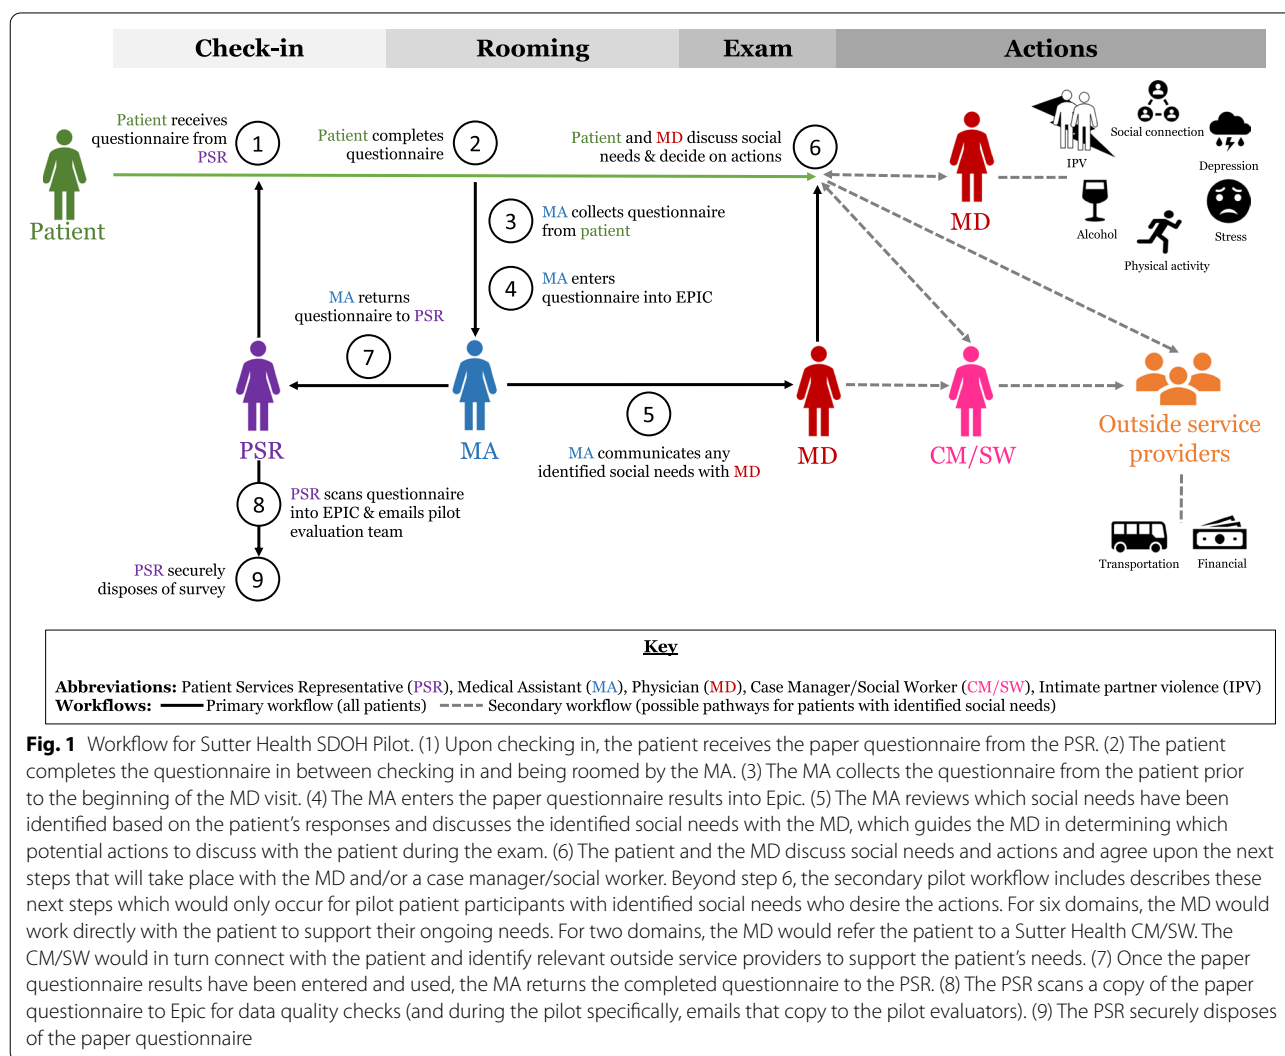 Check-in
Rooming
Exam
Actions
Patient receives
questionnaire from
PSR
1
Patient completes
questionnaire
2
Patient and MD discuss social
needs & decide on actions
6
Patient
3
MA collects questionnaire
from patient
4
MA enters
questionnaire into EPIC
MD
IPV
Social connection
Depression
Alcohol
Physical activity
Stress
MA returns
questionnaire to PSR
7
PSR
MA
5
MA communicates any
identified social needs with MD
MD
CM/SW
Outside service
providers
Transportation
Financial
8
PSR scans questionnaire
into EPIC & emails pilot
evaluation team
PSR securely
disposes of survey
9
Key
Abbreviations: Patient Services Representative (PSR), Medical Assistant (MA), Physician (MD), Case Manager/Social Worker (CM/SW), Intimate partner violence (IPV)
Workflows: Primary workflow (all patients) Secondary workflow (possible pathways for patients with identified social needs)
Fig. 1 Workflow for Sutter Health SDOH Pilot. (1) Upon checking in, the patient receives the paper questionnaire from the PSR. (2) The patient
completes the questionnaire in between checking in and being roomed by the MA. (3) The MA collects the questionnaire from the patient prior
to the beginning of the MD visit. (4) The MA enters the paper questionnaire results into Epic. (5) The MA reviews which social needs have been
identified based on the patient's responses and discusses the identified social needs with the MD, which guides the MD in determining which
potential actions to discuss with the patient during the exam. (6) The patient and the MD discuss social needs and actions and agree upon the next
steps that will take place with the MD and/or a case manager/social worker. Beyond step 6, the secondary pilot workflow includes describes these
next steps which would only occur for pilot patient participants with identified social needs who desire the actions. For six domains, the MD would
work directly with the patient to support their ongoing needs. For two domains, the MD would refer the patient to a Sutter Health CM/SW. The
CM/SW would in turn connect with the patient and identify relevant outside service providers to support the patient's needs. (7) Once the paper
questionnaire results have been entered and used, the MA returns the completed questionnaire to the PSR. (8) The PSR scans a copy of the paper
questionnaire to Epic for data quality checks (and during the pilot specifically, emails that copy to the pilot evaluators). (9) The PSR securely disposes
of the paper questionnaire